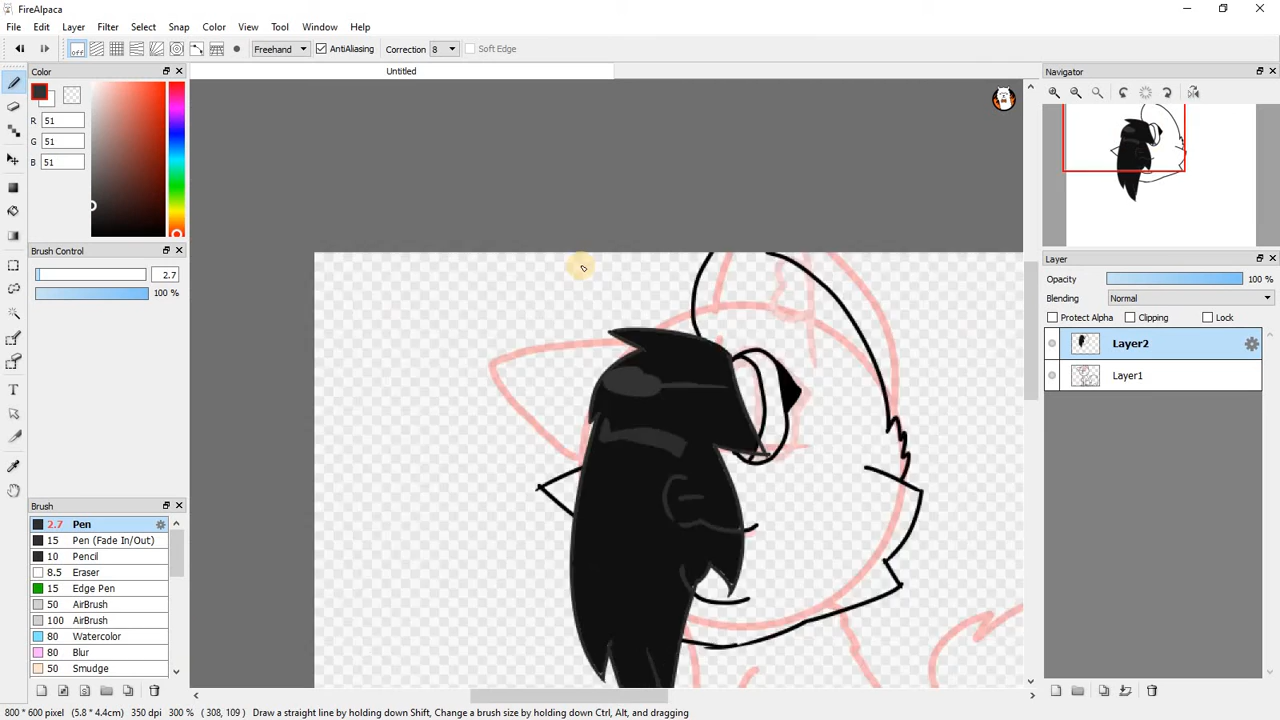 FireAlpaca
File Edit Layer Filter Select Snap Color View Tool Window Help
off Freehand AntiAliasing Correction 8 Soft Edge
Color
Untitled
Navigator
R 51
G 51
B 51
Brush Control
2.7
100 %
Layer
Opacity 100 %
Blending Normal
Protect Alpha Clipping Lock
Layer2
Layer1
Brush
2.7 Pen
15 Pen (Fade In/Out)
10 Pencil
8.5 Eraser
15 Edge Pen
50 AirBrush
100 AirBrush
80 Watercolor
80 Blur
50 Smudge
800 * 600 pixel (5.8 * 4.4cm) 350 dpi 300 % ( 308, 109 ) Draw a straight line by holding down Shift, Change a brush size by holding down Ctrl, Alt, and dragging